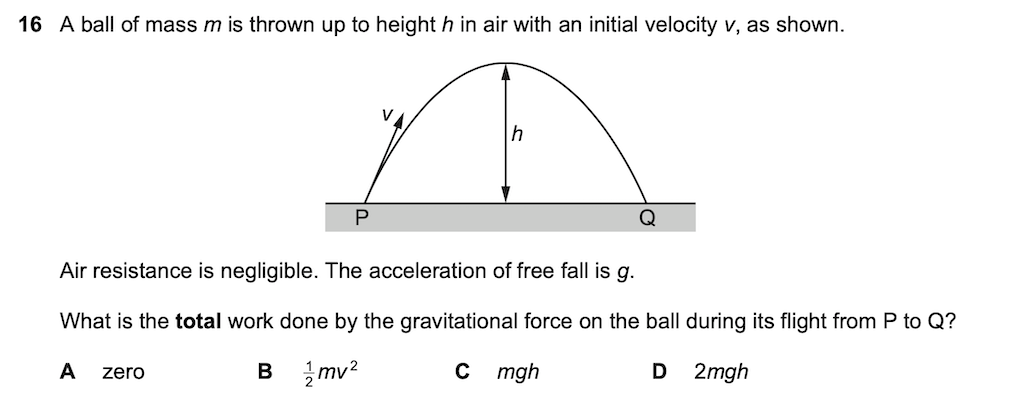 16 A ball of mass m is thrown up to height h in air with an initial velocity v, as shown.
v
h
P
Q
Air resistance is negligible. The acceleration of free fall is g.
What is the total work done by the gravitational force on the ball during its flight from P to Q?
A zero B ½mv² C mgh D 2mgh